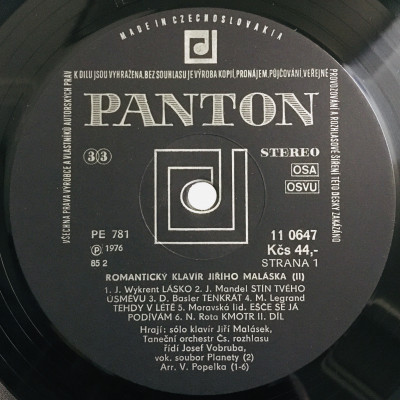 MADE IN CZECHOSLOVAKIA
VŠECHNA PRÁVA VÝROBCE A VLASTNÍKŮ AUTORSKÝCH PRÁV
K DÍLU JSOU VYHRAŽENA. BEZ SOUHLASU JE VÝROBA KOPIÍ, PRONÁJEM, PŮJČOVÁNÍ, VEŘEJNÉ
PROVOZOVÁNÍ A ROZHLASOVÉ ŠÍŘENÍ TÉTO DESKY ZAKÁZÁNO
PANTON
33
STEREO
OSA
OSVU
PE 781
11 0647
Ⓟ 1976
Kčs 44,-
85 2
STRANA 1
ROMANTICKÝ KLAVÍR JIŘÍHO MALÁSKA (II)
1. J. Wykrent LÁSKO 2. J. Mandel STÍN TVÉHO
ÚSMĚVU 3. D. Basler TENKRÁT 4. M. Legrand
TEHDY V LÉTĚ 5. Moravská lid. EŠČE SE JÁ
PODÍVÁM 6. N. Rota KMOTR II. DÍL
Hrají: sólo klavír Jiří Malásek,
Taneční orchestr Čs. rozhlasu
řídí Josef Vobruba,
vok. soubor Planety (2)
Arr. V. Popelka (1-6)